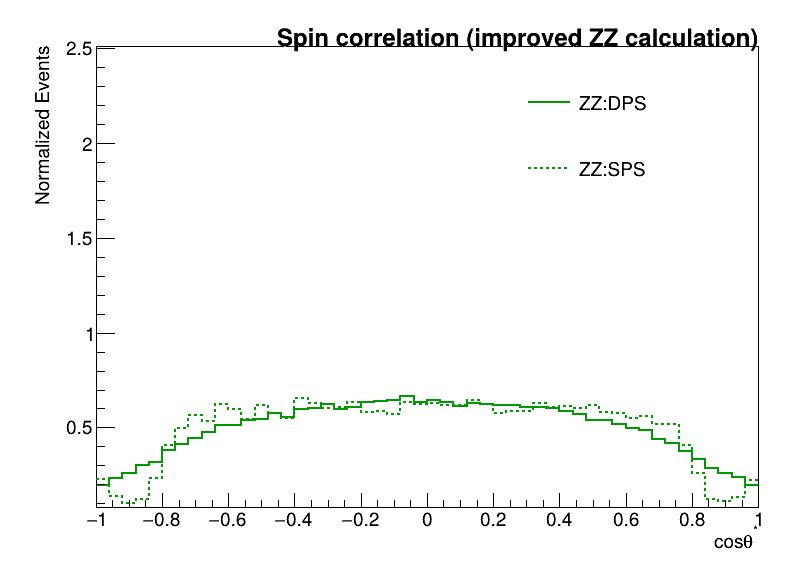 Spin correlation (improved ZZ calculation)
Normalized Events
2.5
2
1.5
1
0.5
ZZ:DPS
ZZ:SPS
−1 −0.8 −0.6 −0.4 −0.2 0 0.2 0.4 0.6 0.8 1
cosθ*